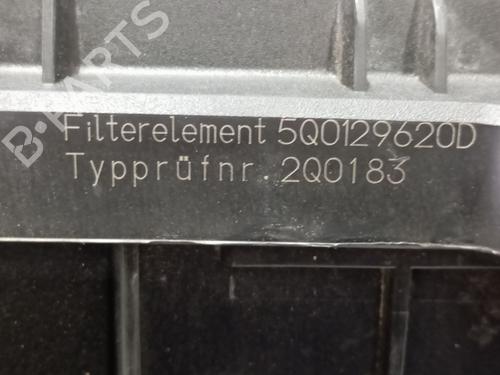 B-PARTS
Filterelement 5Q0129620D
Typprüfnr. 2Q0183